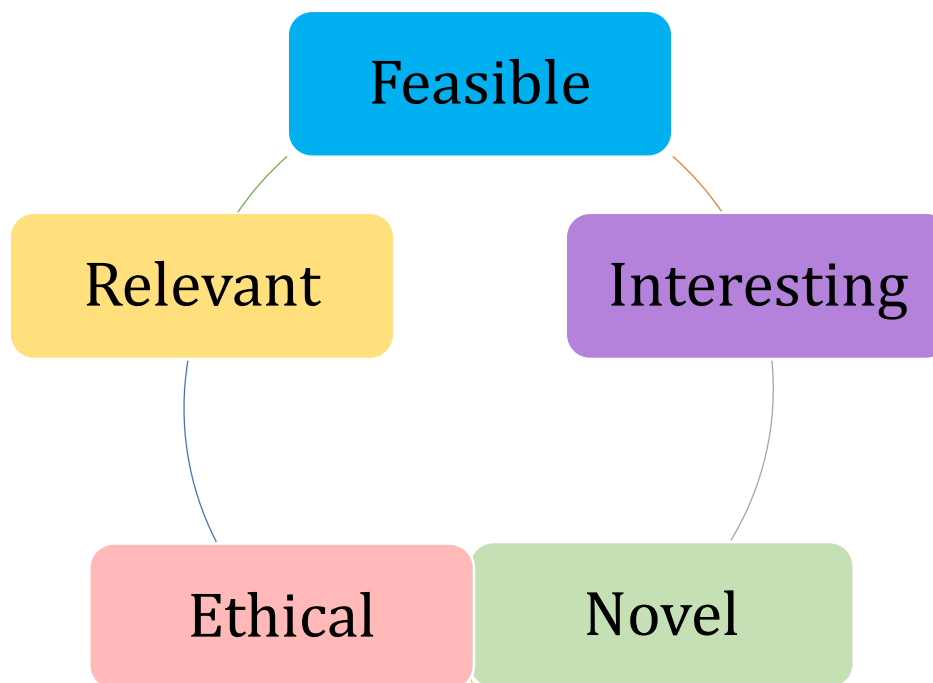 Feasible
Relevant
Interesting
Ethical
Novel